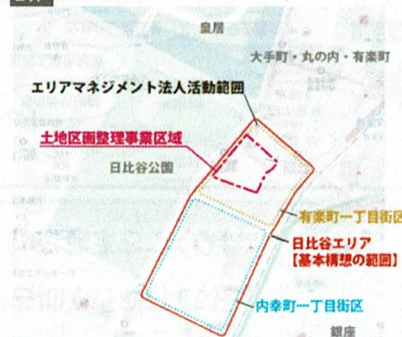 皇居
大手町・丸の内・有楽町
エリアマネジメント法人活動範囲
土地区画整理事業区域
日比谷公園
有楽町一丁目街区
日比谷エリア
【基本構想の範囲】
内幸町一丁目街区
銀座